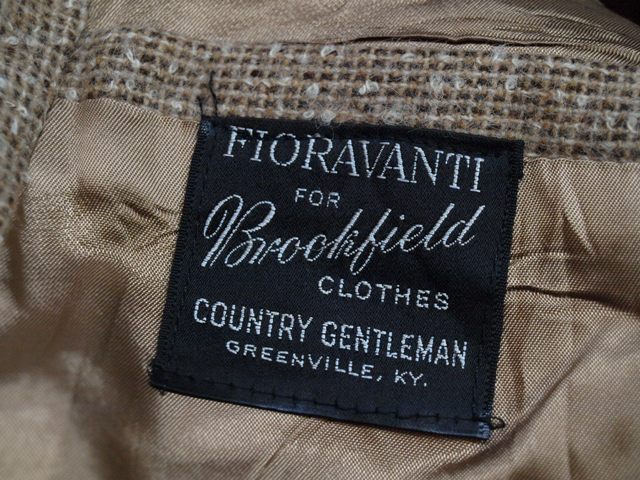 FIORAVANTI
FOR
Brookfield
CLOTHES
COUNTRY GENTLEMAN
GREENVILLE, KY.